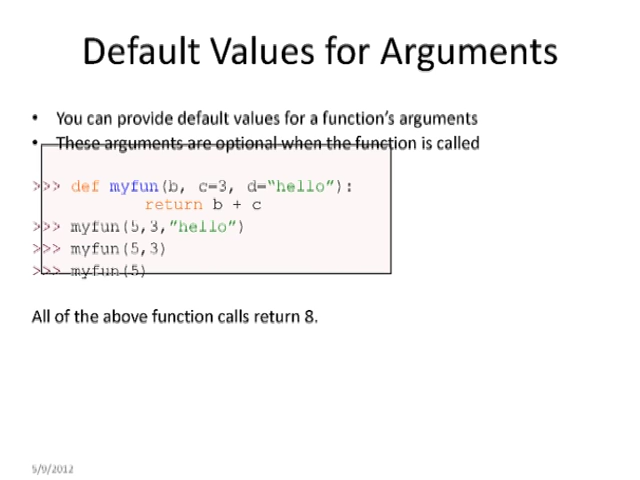 Default Values for Arguments
• You can provide default values for a function's arguments
• These arguments are optional when the function is called
>>> def myfun(b, c=3, d=“hello”):
return b + c
>>> myfun(5,3,”hello”)
>>> myfun(5,3)
>>> myfun(5)
All of the above function calls return 8.
5/9/2012